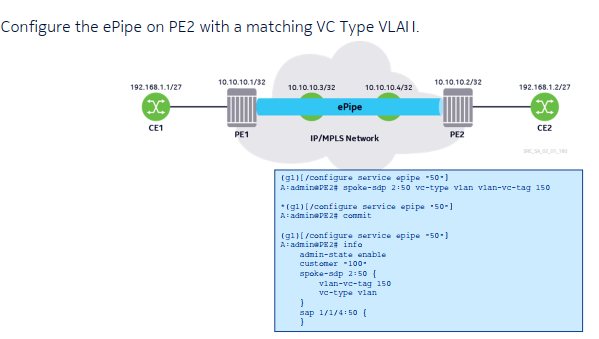 Configure the ePipe on PE2 with a matching VC Type VLAN.
10.10.10.1/32
10.10.10.2/32
192.168.1.1/27
10.10.10.3/32
10.10.10.4/32
192.168.1.2/27
ePipe
CE1
PE1
IP/MPLS Network
PE2
CE2
(gl)[/configure service epipe "50"]
A:admin@PE2# spoke-sdp 2:50 vc-type vlan vlan-vc-tag 150
*(gl)[/configure service epipe "50"]
A:admin@PE2# commit
(gl)[/configure service epipe "50"]
A:admin@PE2# info
admin-state enable
customer "100"
spoke-sdp 2:50 {
vlan-vc-tag 150
vc-type vlan
}
sap 1/1/4:50 {
}